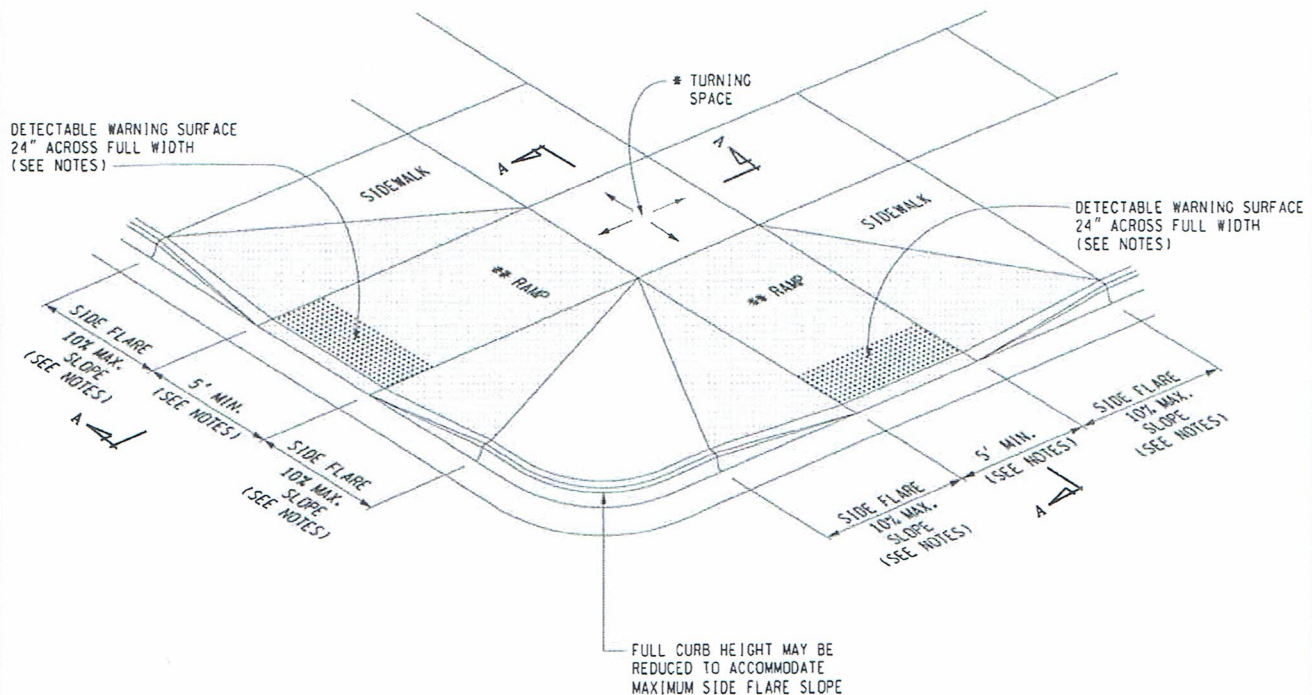 * TURNING
SPACE
DETECTABLE WARNING SURFACE
24" ACROSS FULL WIDTH
(SEE NOTES)
A
A
SIDEWALK
SIDEWALK
DETECTABLE WARNING SURFACE
24" ACROSS FULL WIDTH
(SEE NOTES)
** RAMP
** RAMP
SIDE FLARE
10% MAX.
SLOPE
(SEE NOTES)
5' MIN.
(SEE NOTES)
A
SIDE FLARE
10% MAX.
SLOPE
(SEE NOTES)
SIDE FLARE
10% MAX.
SLOPE
(SEE NOTES)
5' MIN.
(SEE NOTES)
A
SIDE FLARE
10% MAX.
SLOPE
(SEE NOTES)
FULL CURB HEIGHT MAY BE
REDUCED TO ACCOMMODATE
MAXIMUM SIDE FLARE SLOPE